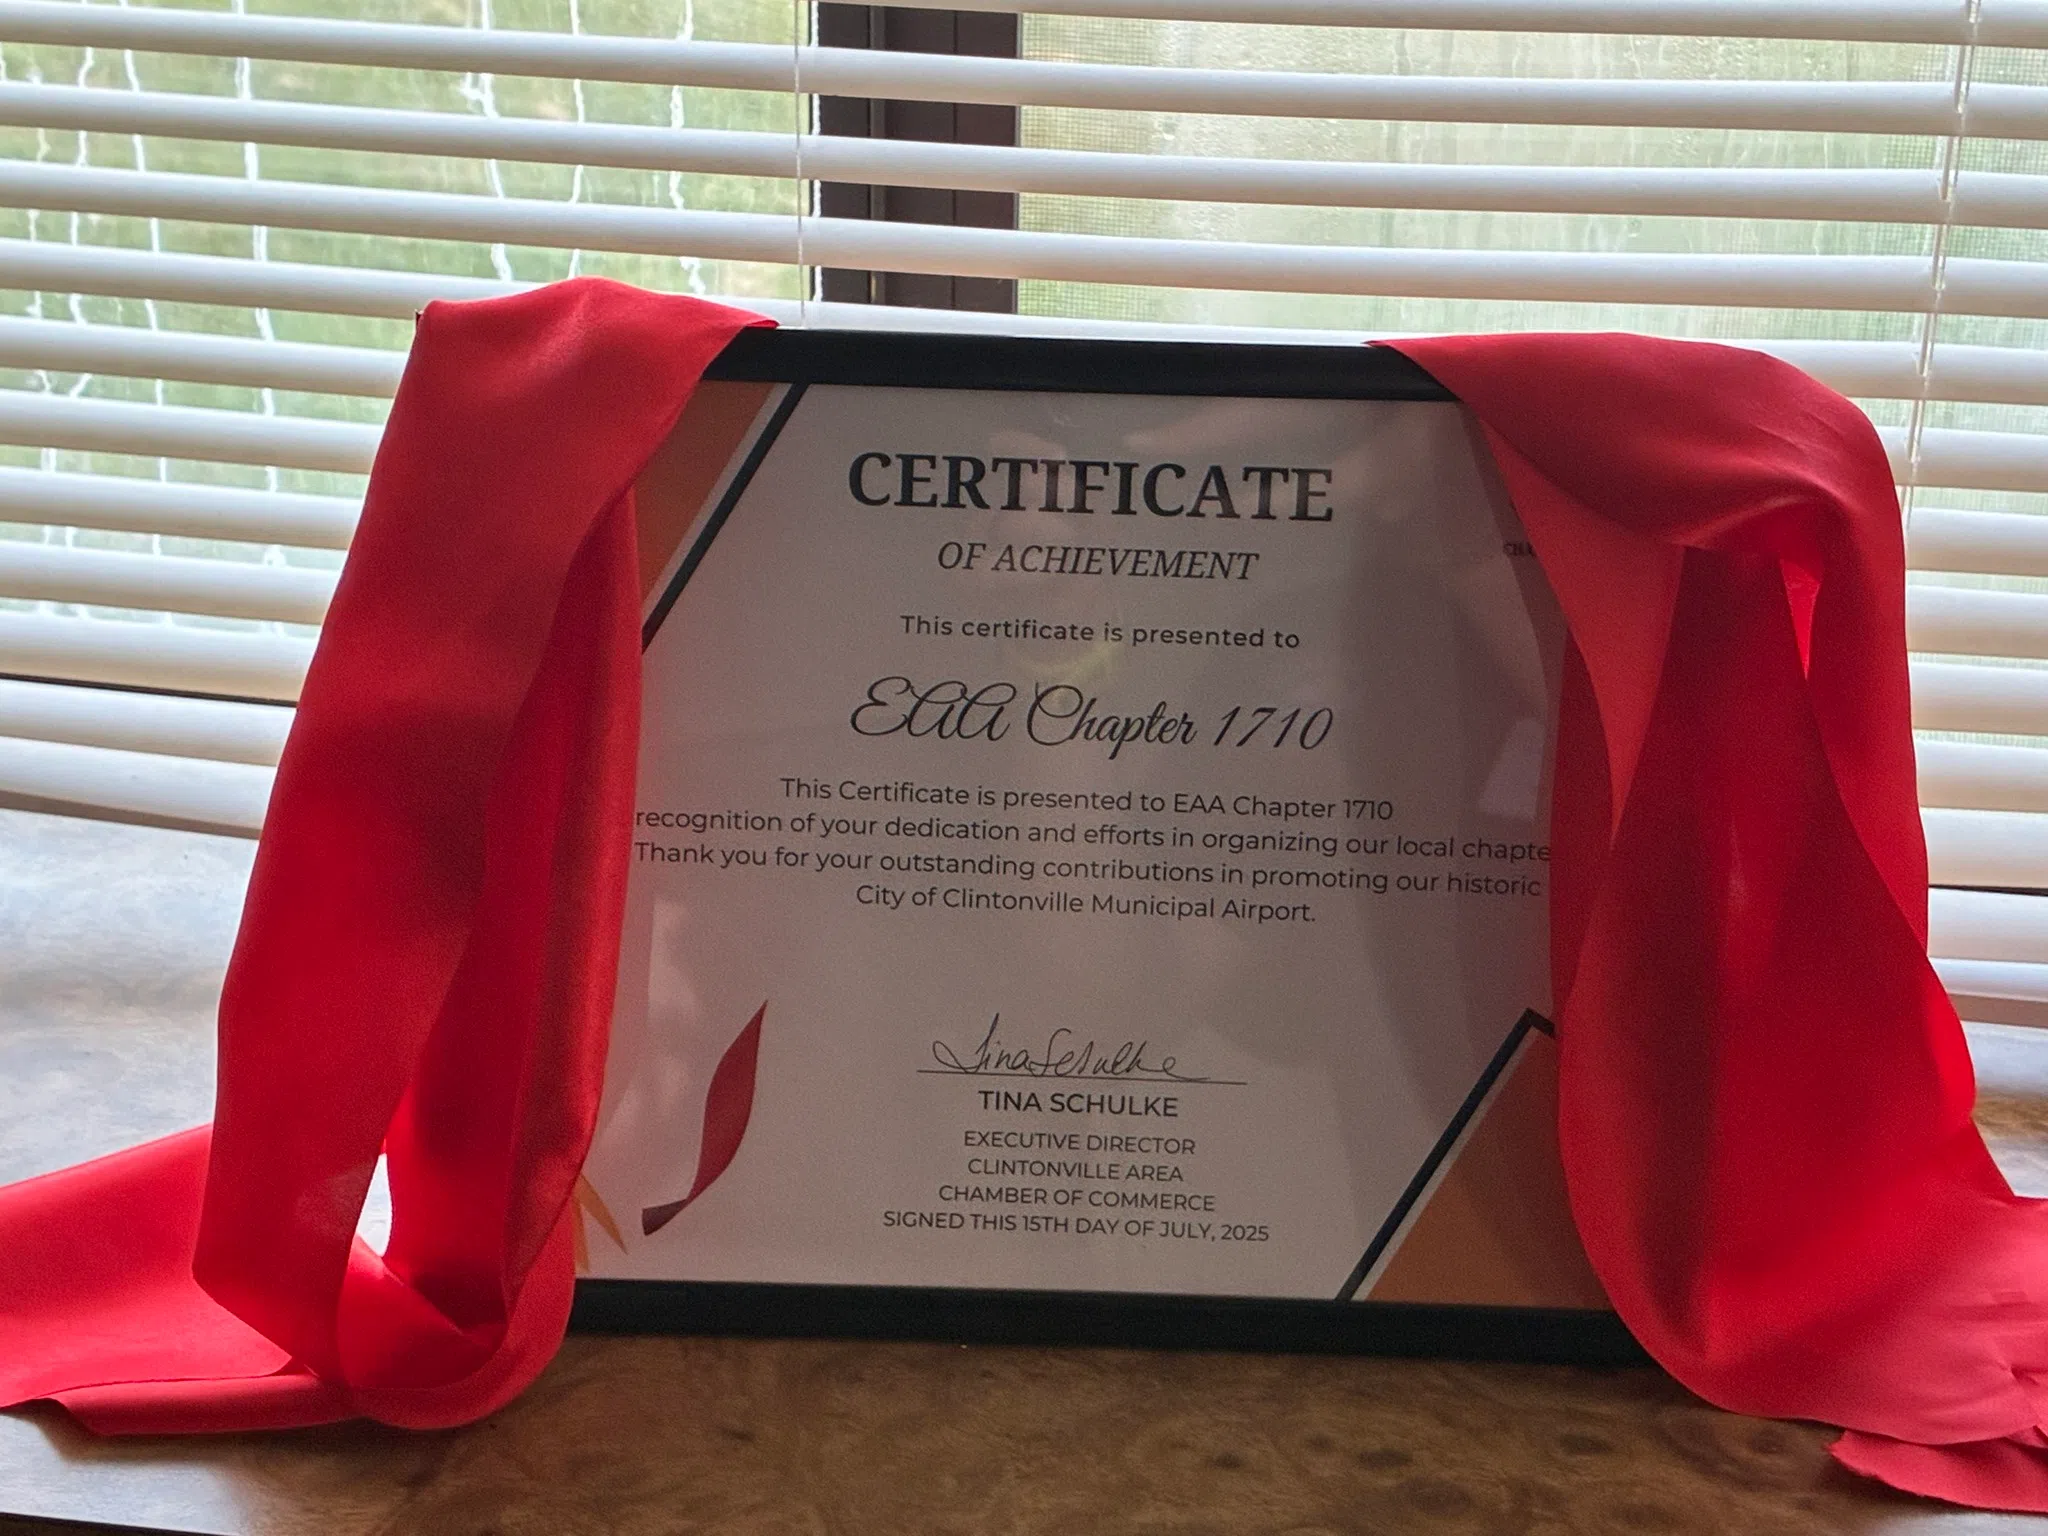 CERTIFICATE
OF ACHIEVEMENT
This certificate is presented to
EAA Chapter 1710
This Certificate is presented to EAA Chapter 1710
recognition of your dedication and efforts in organizing our local chapte
Thank you for your outstanding contributions in promoting our historic
City of Clintonville Municipal Airport.
Tina Schulke
TINA SCHULKE
EXECUTIVE DIRECTOR
CLINTONVILLE AREA
CHAMBER OF COMMERCE
SIGNED THIS 15TH DAY OF JULY, 2025